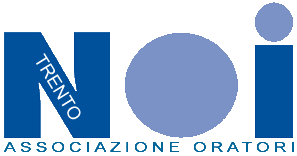 NOi
TRENTO
ASSOCIAZIONE ORATORI